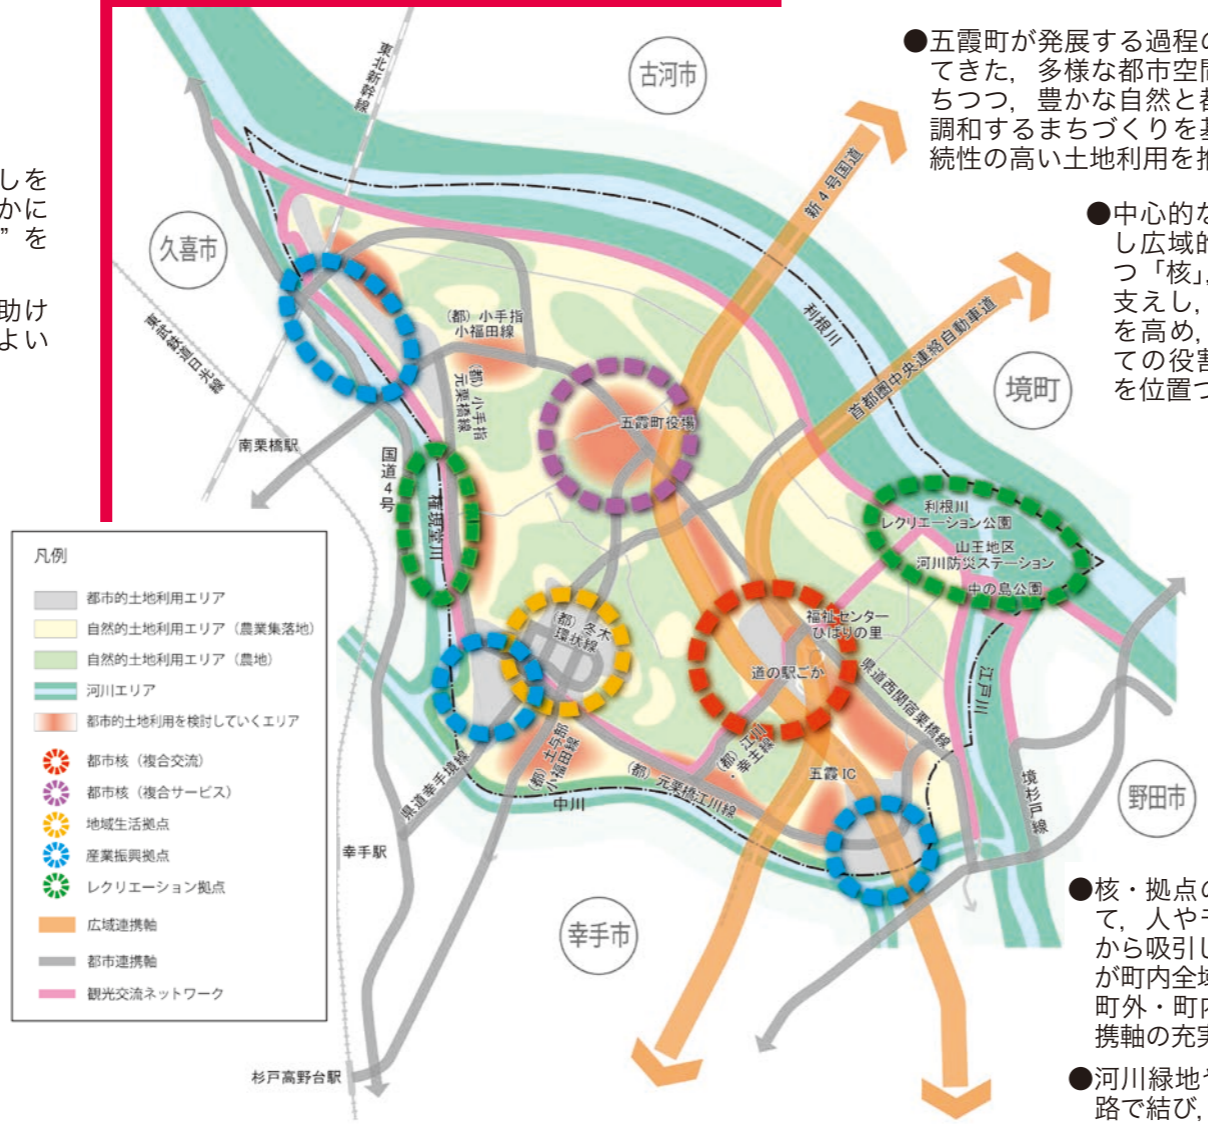 しを
かに
”を
助け
よい
●五霞町が発展する過程の
てきた，多様な都市空間
ちつつ，豊かな自然と都
調和するまちづくりを基
続性の高い土地利用を推
●中心的な
し広域的
つ「核」，
支えし，
を高め，
ての役割
を位置づ
古河市
久喜市
境町
野田市
幸手市
東北新幹線
新4号国道
利根川
首都圏中央連絡自動車道
東武鉄道日光線
（都）小手指
小福田線
（都）小手指
元栗橋線
五霞町役場
南栗橋駅
国道4号
権現堂川
利根川
レクリエーション公園
山王地区
河川防災ステーション
中の島公園
（都）冬木
環状線
福祉センター
ひばりの里
道の駅ごか
県道西関宿栗橋線
江戸川
（都）江川
・幸主線
五霞IC
境杉戸線
（都）土与部
小福田線
（都）元栗橋江川線
県道幸手境線
中川
幸手駅
杉戸高野台駅
凡例
都市的土地利用エリア
自然的土地利用エリア（農業集落地）
自然的土地利用エリア（農地）
河川エリア
都市的土地利用を検討していくエリア
都市核（複合交流）
都市核（複合サービス）
地域生活拠点
産業振興拠点
レクリエーション拠点
広域連携軸
都市連携軸
観光交流ネットワーク
●核・拠点の
て，人やモ
から吸引し
が町内全域
町外・町内
携軸の充実
●河川緑地や
路で結び，